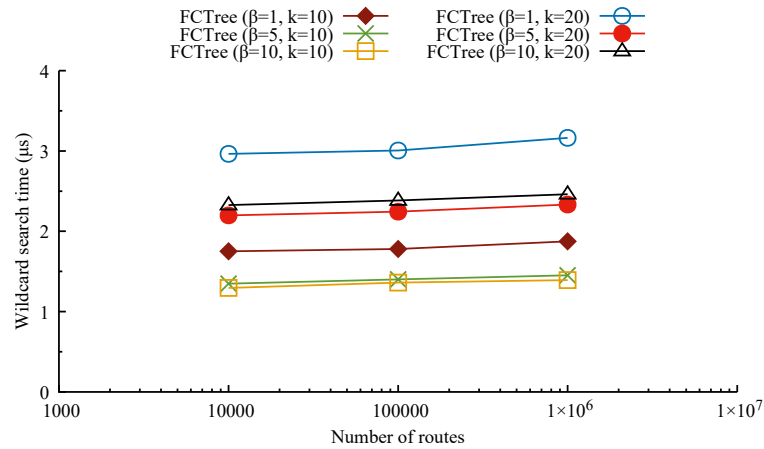 FCTree (β=1, k=10) FCTree (β=1, k=20)
FCTree (β=5, k=10) FCTree (β=5, k=20)
FCTree (β=10, k=10) FCTree (β=10, k=20)
4
3
2
1
0
Wildcard search time (μs)
1000 10000 100000 1×10⁶ 1×10⁷
Number of routes